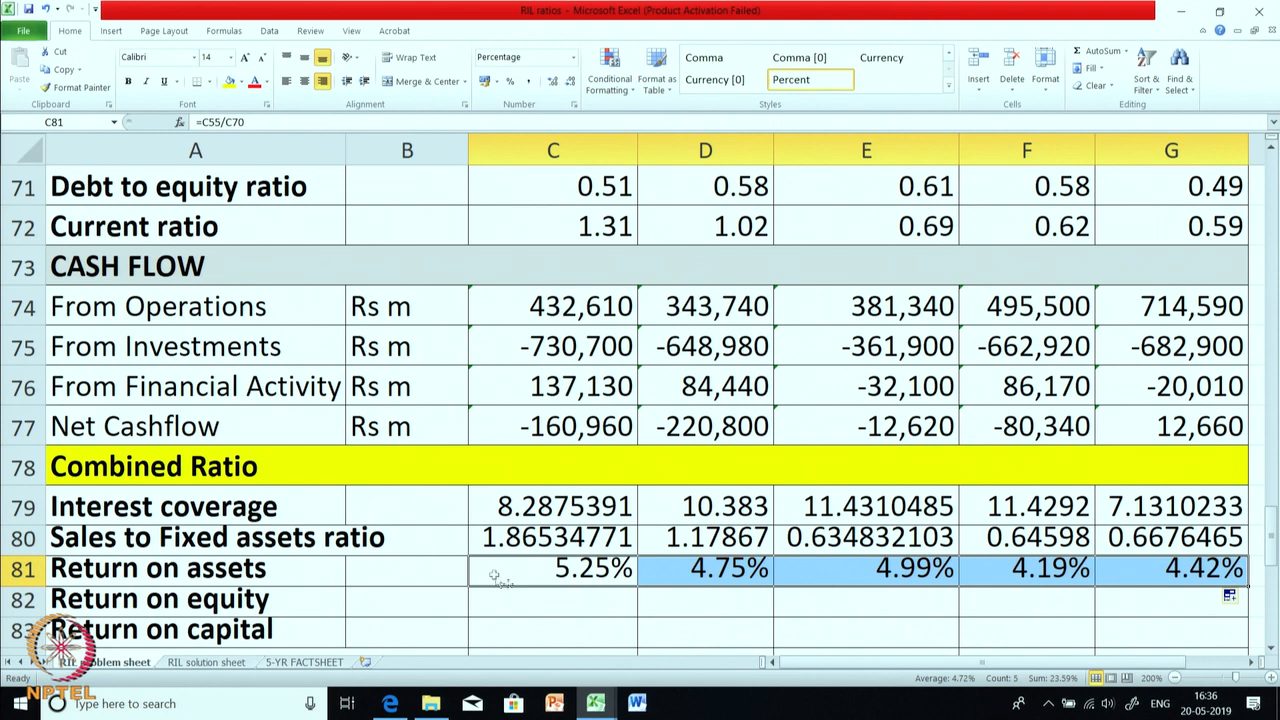 RIL ratios - Microsoft Excel (Product Activation Failed)
File Home Insert Page Layout Formulas Data Review View Acrobat
Cut
Copy
Format Painter
Paste
Clipboard
Calibri 14
Font
Wrap Text
Merge & Center
Alignment
Percentage
Number
Conditional Formatting
Format as Table
Comma Comma [0] Currency
Currency [0] Percent
Styles
Insert Delete Format
Cells
AutoSum
Fill
Clear
Sort & Filter
Find & Select
Editing
C81 fx =C55/C70
A B C D E F G
71 Debt to equity ratio 0.51 0.58 0.61 0.58 0.49
72 Current ratio 1.31 1.02 0.69 0.62 0.59
73 CASH FLOW
74 From Operations Rs m 432,610 343,740 381,340 495,500 714,590
75 From Investments Rs m -730,700 -648,980 -361,900 -662,920 -682,900
76 From Financial Activity Rs m 137,130 84,440 -32,100 86,170 -20,010
77 Net Cashflow Rs m -160,960 -220,800 -12,620 -80,340 12,660
78 Combined Ratio
79 Interest coverage 8.2875391 10.383 11.4310485 11.4292 7.1310233
80 Sales to Fixed assets ratio 1.86534771 1.17867 0.634832103 0.64598 0.6676465
81 Return on assets 5.25% 4.75% 4.99% 4.19% 4.42%
82 Return on equity
83 Return on capital
RIL problem sheet RIL solution sheet 5-YR FACTSHEET
Ready Average: 4.72% Count: 5 Sum: 23.59% 200%
NPTEL
Type here to search
ENG
16:36
20-05-2019